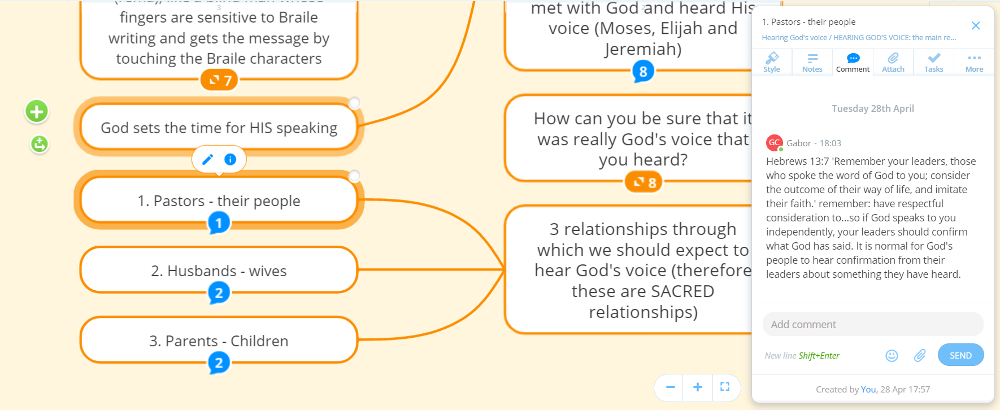 fingers are sensitive to Braile
writing and gets the message by
touching the Braile characters
7
God sets the time for HIS speaking
1. Pastors - their people
1
2. Husbands - wives
2
3. Parents - Children
2
met with God and heard His
voice (Moses, Elijah and
Jeremiah)
8
How can you be sure that it
was really God's voice that
you heard?
8
3 relationships through
which we should expect to
hear God's voice (therefore
these are SACRED
relationships)
1. Pastors - their people
Hearing God's voice / HEARING GOD'S VOICE: the main re...
Style
Notes
Comment
Attach
Tasks
More
Tuesday 28th April
GC Gabor - 18:03
Hebrews 13:7 'Remember your leaders, those
who spoke the word of God to you; consider
the outcome of their way of life, and imitate
their faith.' remember: have respectful
consideration to...so if God speaks to you
independently, your leaders should confirm
what God has said. It is normal for God's
people to hear confirmation from their
leaders about something they have heard.
Add comment
New line Shift+Enter
SEND
Created by You, 28 Apr 17:57